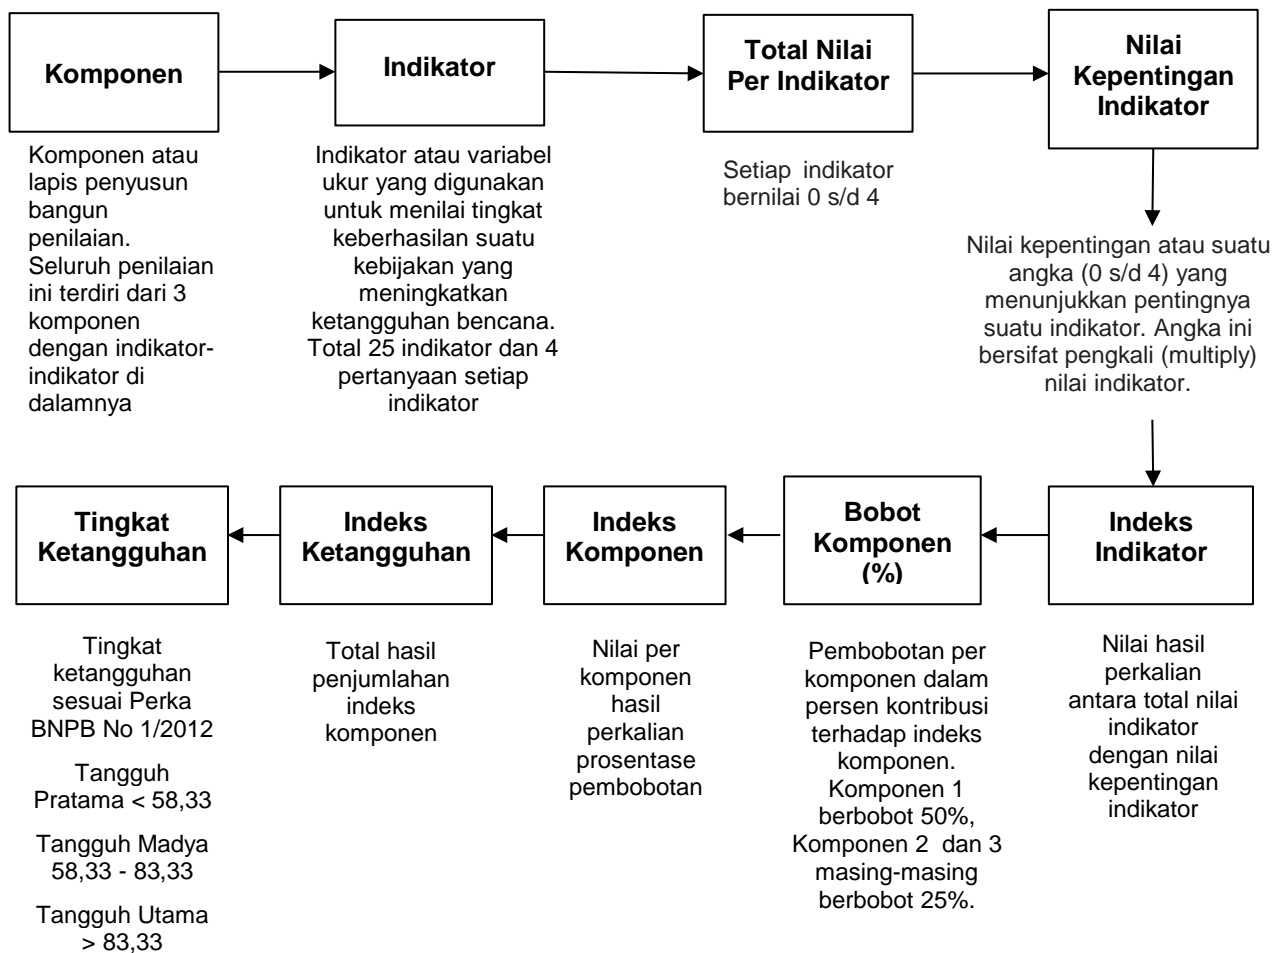 Komponen
Indikator
Total Nilai
Per Indikator
Nilai
Kepentingan
Indikator
Komponen atau
lapis penyusun
bangun
penilaian.
Seluruh penilaian
ini terdiri dari 3
komponen
dengan indikator-
indikator di
dalamnya
Indikator atau variabel
ukur yang digunakan
untuk menilai tingkat
keberhasilan suatu
kebijakan yang
meningkatkan
ketangguhan bencana.
Total 25 indikator dan 4
pertanyaan setiap
indikator
Setiap indikator
bernilai 0 s/d 4
Nilai kepentingan atau suatu
angka (0 s/d 4) yang
menunjukkan pentingnya
suatu indikator. Angka ini
bersifat pengkali (multiply)
nilai indikator.
Tingkat
Ketangguhan
Indeks
Ketangguhan
Indeks
Komponen
Bobot
Komponen
(%)
Indeks
Indikator
Tingkat
ketangguhan
sesuai Perka
BNPB No 1/2012
Tangguh
Pratama < 58,33
Tangguh Madya
58,33 - 83,33
Tangguh Utama
> 83,33
Total hasil
penjumlahan
indeks
komponen
Nilai per
komponen
hasil
perkalian
prosentase
pembobotan
Pembobotan per
komponen dalam
persen kontribusi
terhadap indeks
komponen.
Komponen 1
berbobot 50%,
Komponen 2 dan 3
masing-masing
berbobot 25%.
Nilai hasil
perkalian
antara total nilai
indikator
dengan nilai
kepentingan
indikator